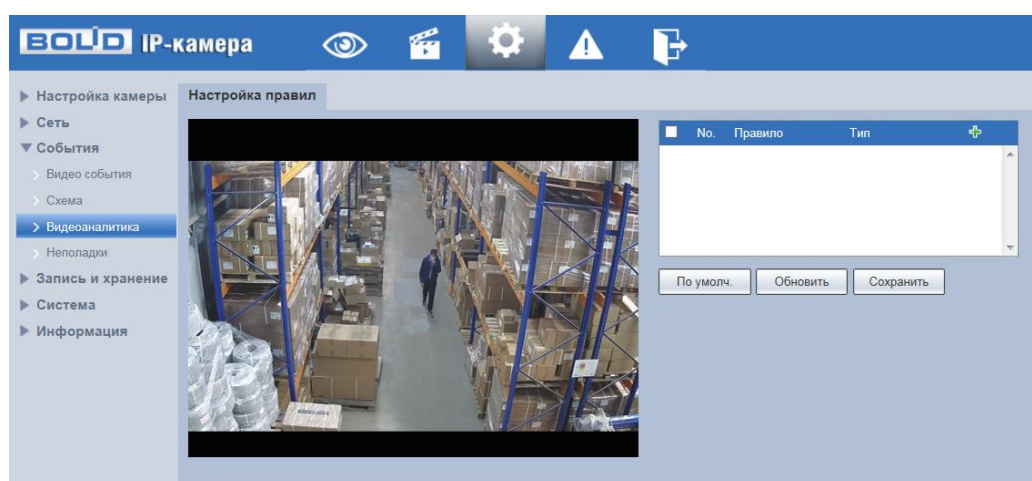 BOLID IP-камера
Настройка камеры
Сеть
События
Видео события
Схема
Видеоаналитика
Неполадки
Запись и хранение
Система
Информация
Настройка правил
No. Правило Тип
По умолч. Обновить Сохранить